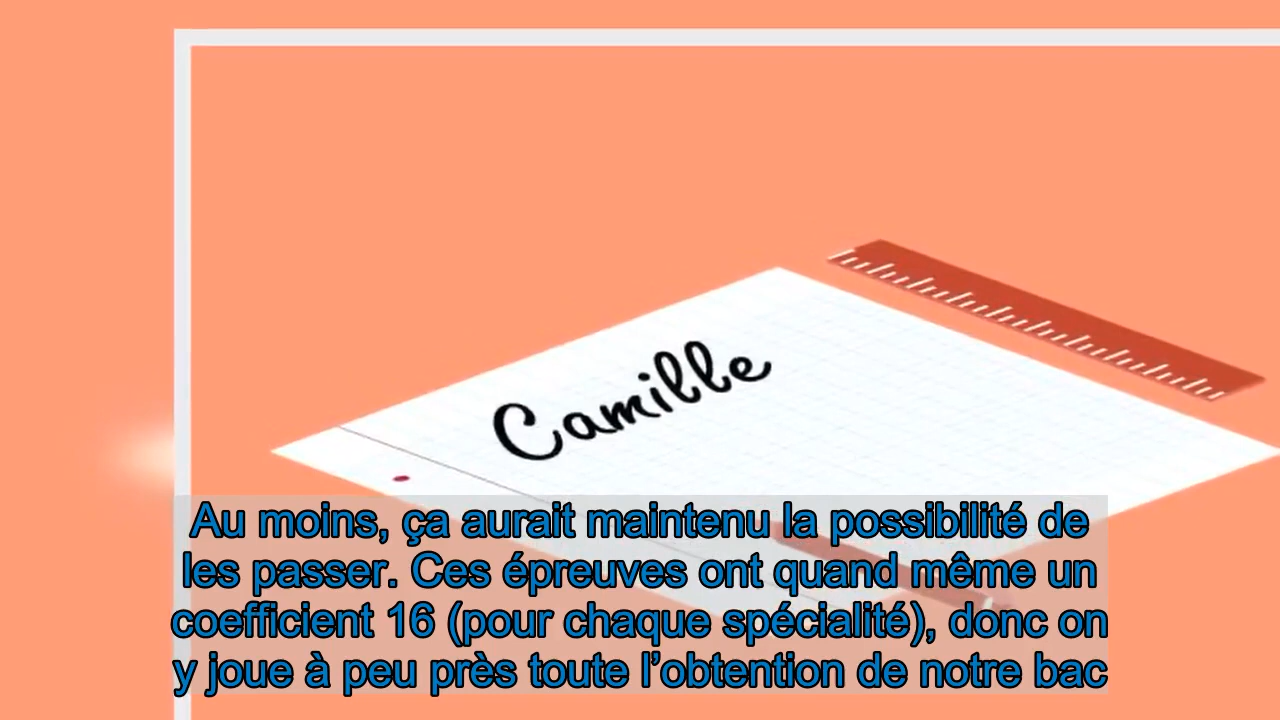 Camille
Au moins, ça aurait maintenu la possibilité de
les passer. Ces épreuves ont quand même un
coefficient 16 (pour chaque spécialité), donc on
y joue à peu près toute l’obtention de notre bac